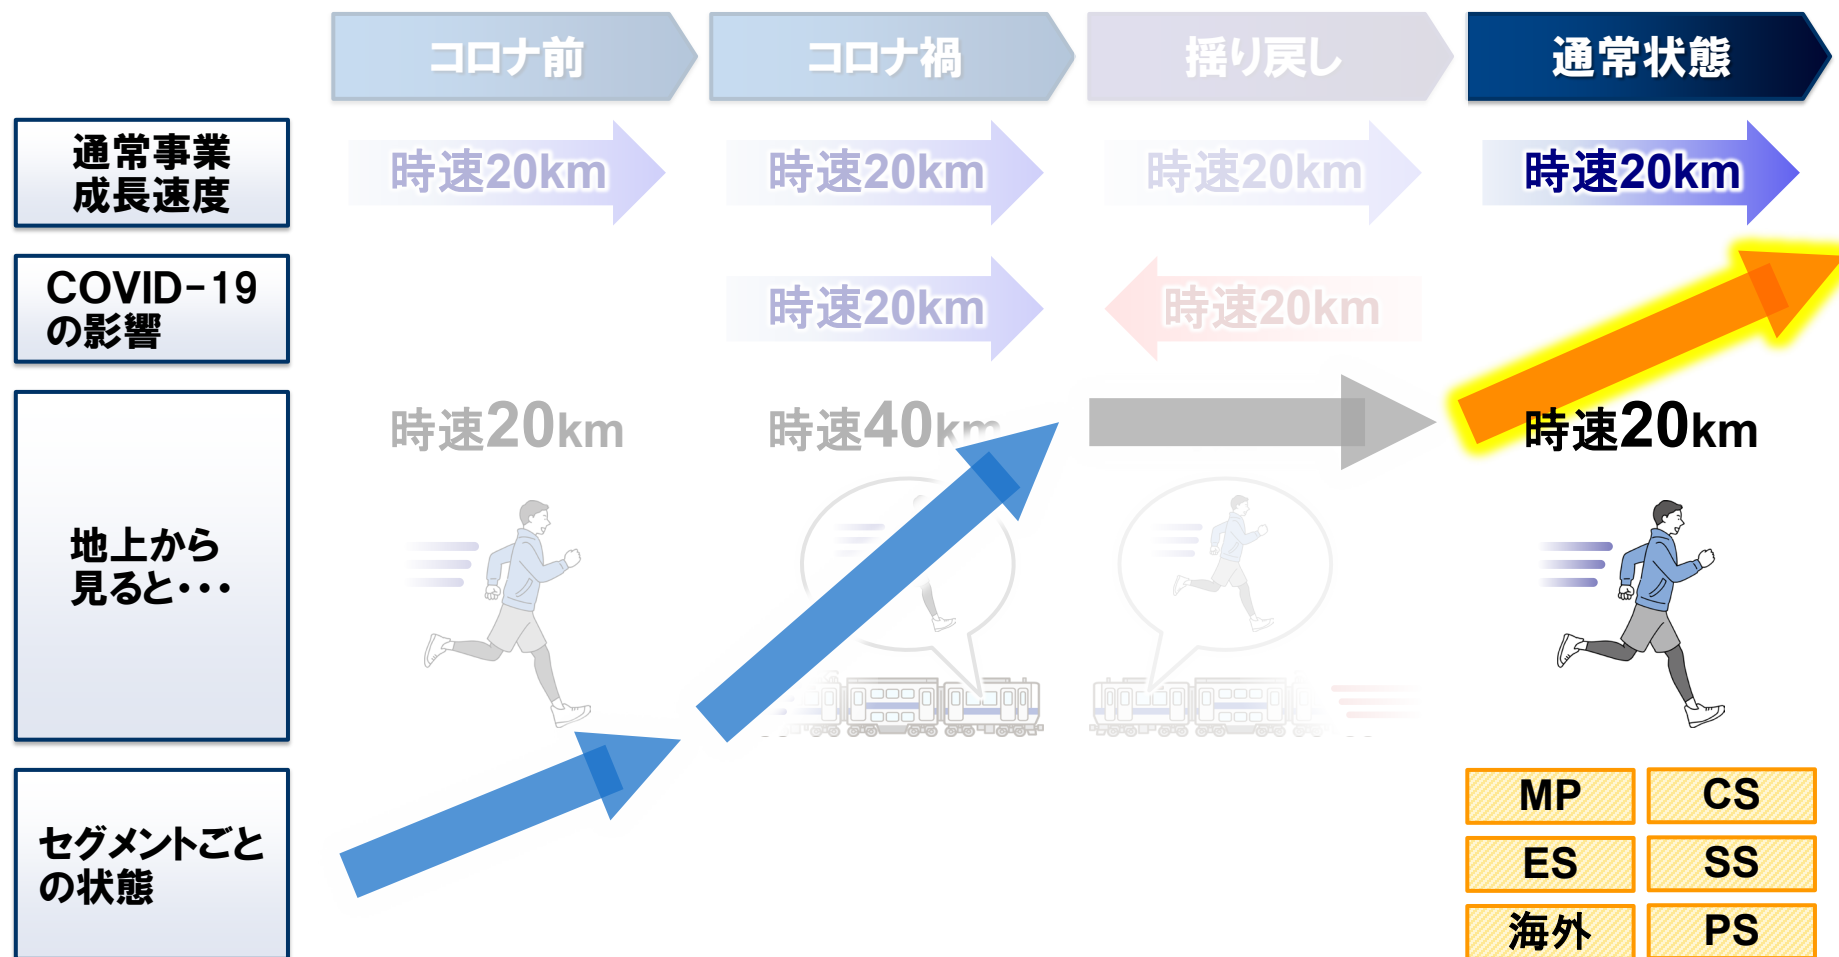 コロナ前
コロナ禍
揺り戻し
通常状態
通常事業
成長速度
時速20km
時速20km
時速20km
時速20km
COVID-19
の影響
時速20km
時速20km
地上から
見ると・・・
時速20km
時速40km
時速20km
セグメントごと
の状態
MP
CS
ES
SS
海外
PS